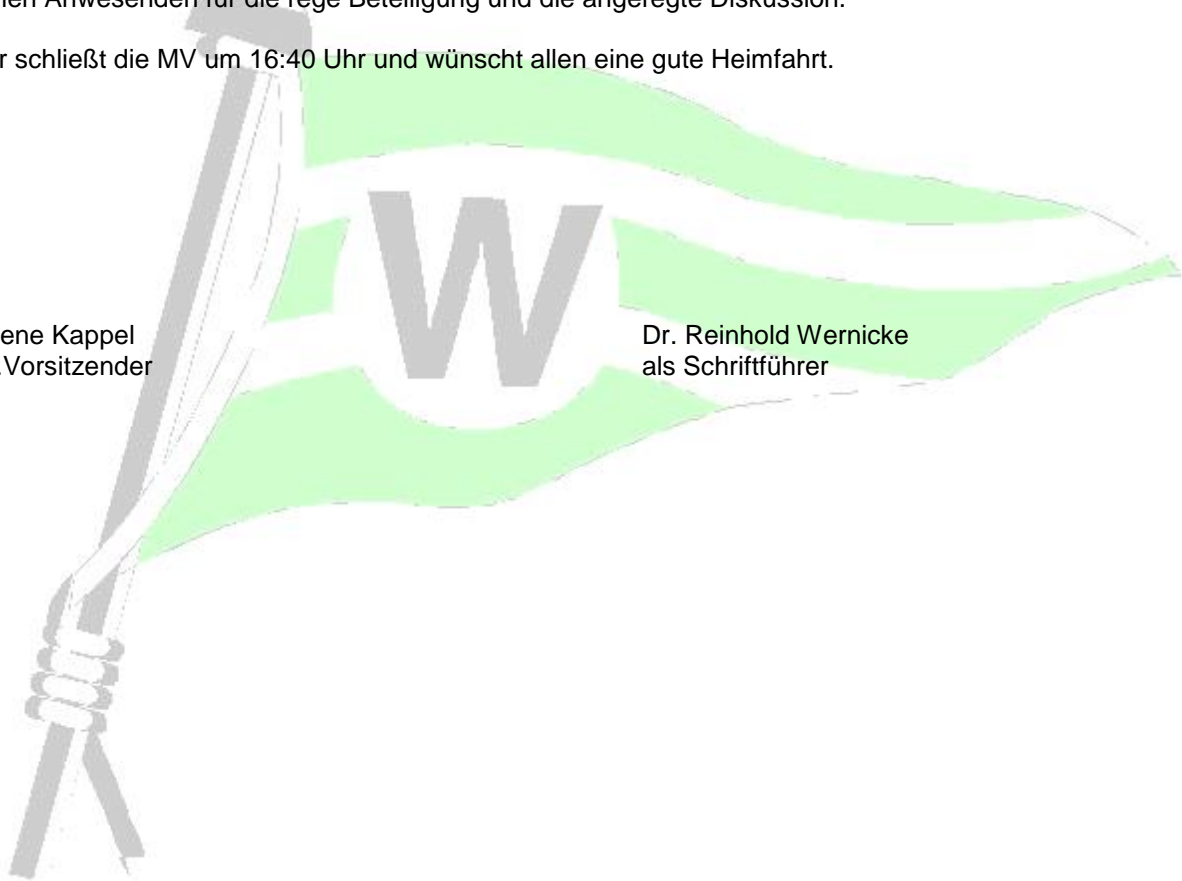 Anwesenden für die rege Beteiligung und die angeregte Diskussion.
schließt die MV um 16:40 Uhr und wünscht allen eine gute Heimfahrt.
W
Kappel Dr. Reinhold Wernicke
Vorsitzender als Schriftführer